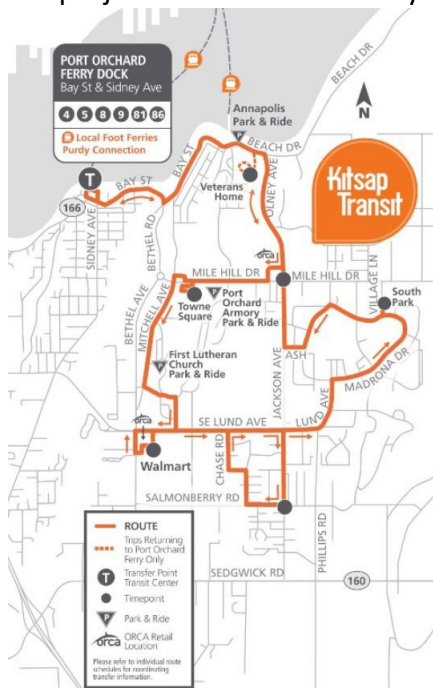 PORT ORCHARD
FERRY DOCK
Bay St & Sidney Ave
4 5 8 9 81 86
Local Foot Ferries
Purdy Connection
Annapolis
Park & Ride
BEACH DR
BEACH DR
N
Kitsap
Transit
T
BAY ST
BAY ST
Veterans
Home
OLNEY AVE
166
SIDNEY AVE
BETHEL RD
orca
MILE HILL DR
MILE HILL DR
VILLAGE LN
South
Park
Towne
Square
P
Port
Orchard
Armory
Park & Ride
BETHEL AVE
MITCHELL AVE
First Lutheran
Church
Park & Ride
JACKSON AVE
ASH
MADRONA DR
orca
SE LUND AVE
LUND AVE
Walmart
CHASE RD
SALMONBERRY RD
PHILLIPS RD
SEDGWICK RD
160
ROUTE
Trips Returning
to Port Orchard
Ferry Only
T
Transfer Point
Transit Center
Timepoint
P
Park & Ride
orca
ORCA Retail
Location
Please refer to individual route
schedules for coordinating
transfer information.